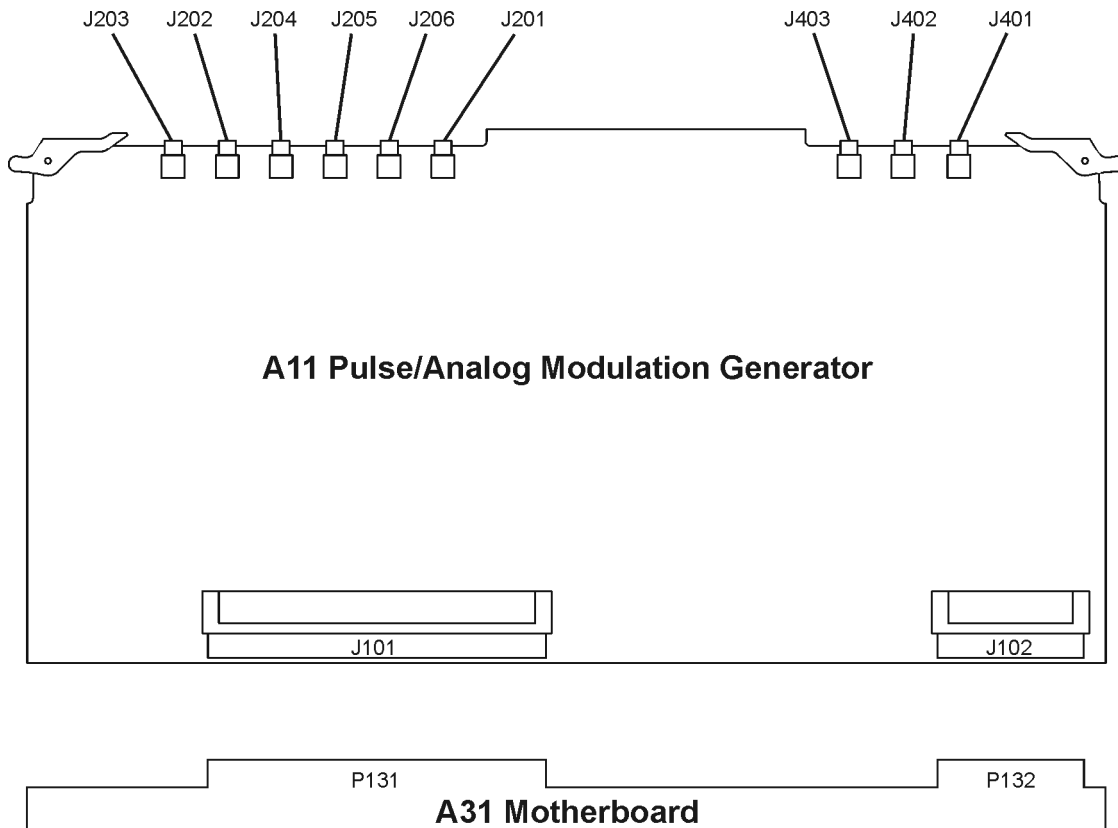 J203 J202 J204 J205 J206 J201 J403 J402 J401
A11 Pulse/Analog Modulation Generator
J101 J102
P131 P132
A31 Motherboard